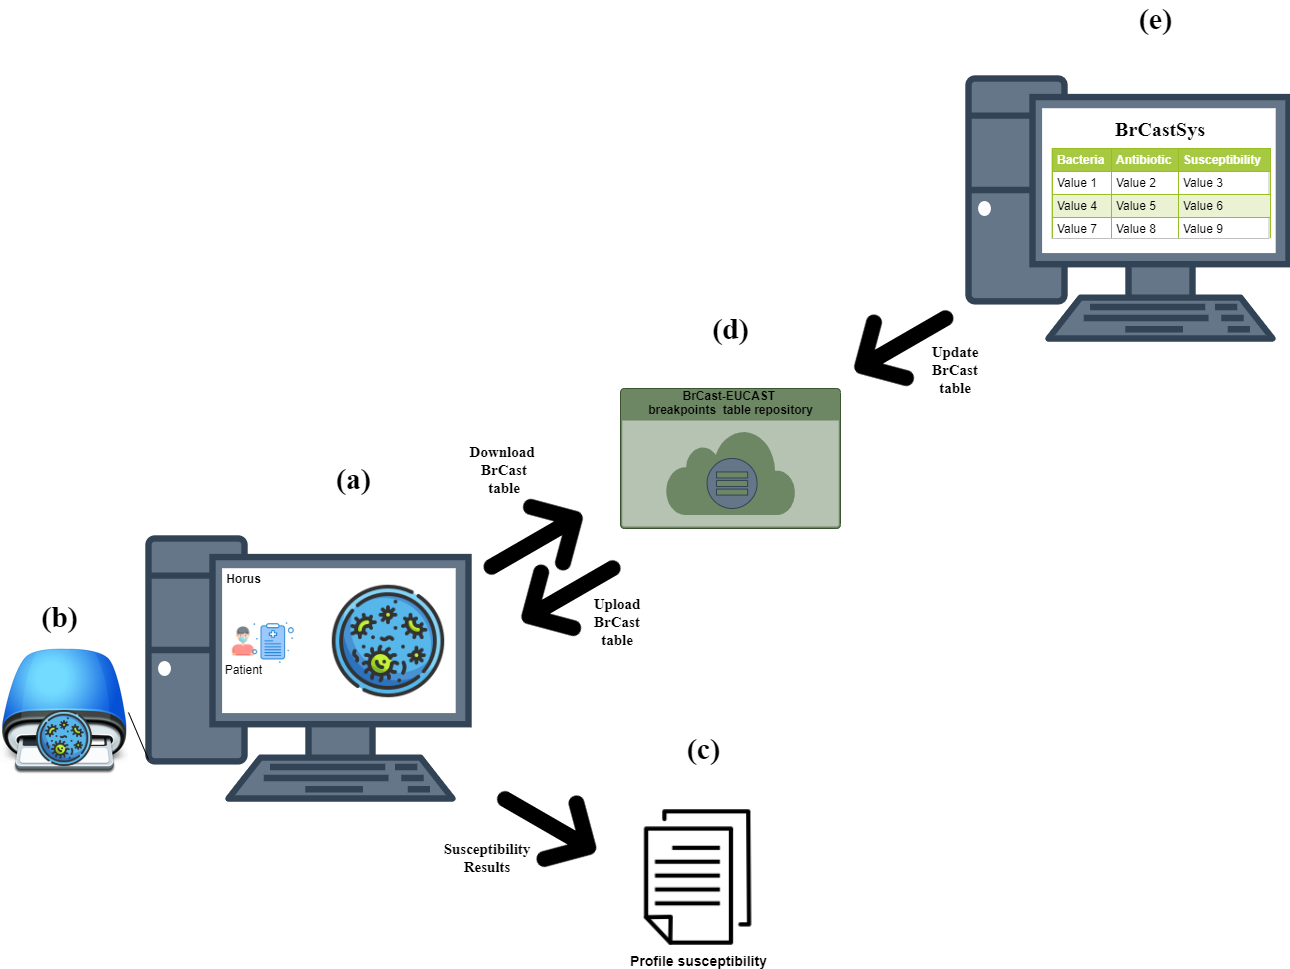 (e)
BrCastSys
Bacteria Antibiotic Susceptibility
Value 1 Value 2 Value 3
Value 4 Value 5 Value 6
Value 7 Value 8 Value 9
Update
BrCast
table
(d)
BrCast-EUCAST
breakpoints table repository
Download
BrCast
table
(a)
Upload
BrCast
table
Horus
Patient
(b)
(c)
Susceptibility
Results
Profile susceptibility